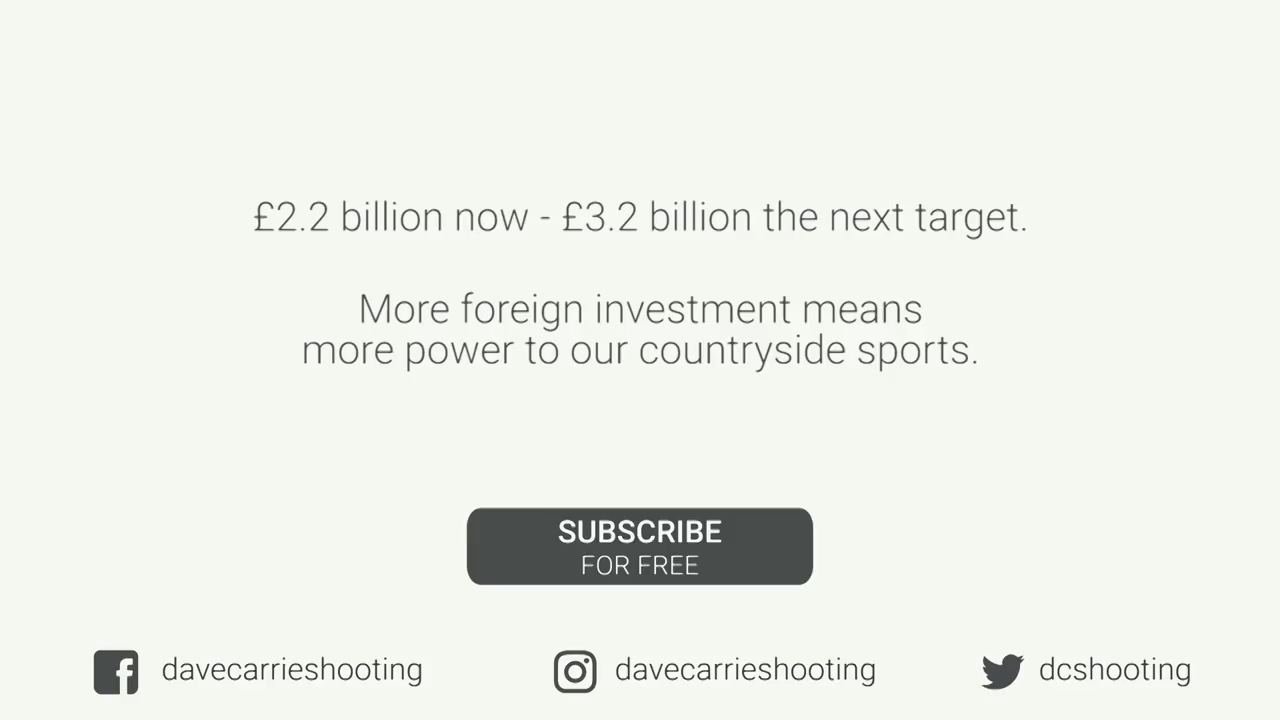 £2.2 billion now - £3.2 billion the next target.
More foreign investment means
more power to our countryside sports.
SUBSCRIBE
FOR FREE
davecarrieshooting
davecarrieshooting
dcshooting